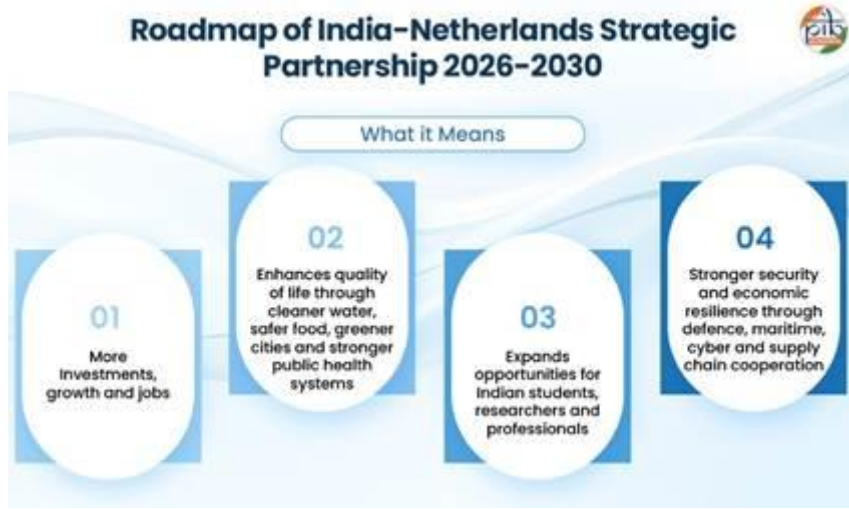 Roadmap of India-Netherlands Strategic
Partnership 2026-2030
pib
What it Means
01
More
Investments,
growth and jobs
02
Enhances quality
of life through
cleaner water,
safer food, greener
cities and stronger
public health
systems
03
Expands
opportunities for
Indian students,
researchers and
professionals
04
Stronger security
and economic
resilience through
defence, maritime,
cyber and supply
chain cooperation